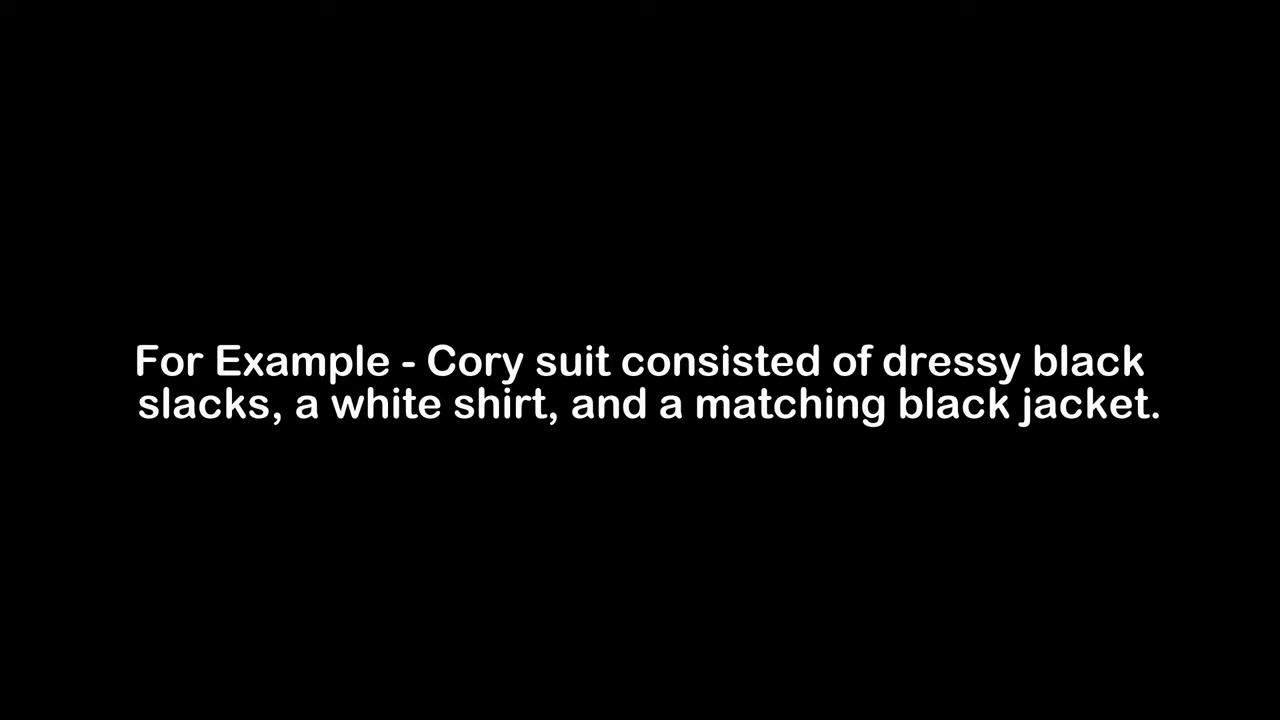 For Example - Cory suit consisted of dressy black
slacks, a white shirt, and a matching black jacket.